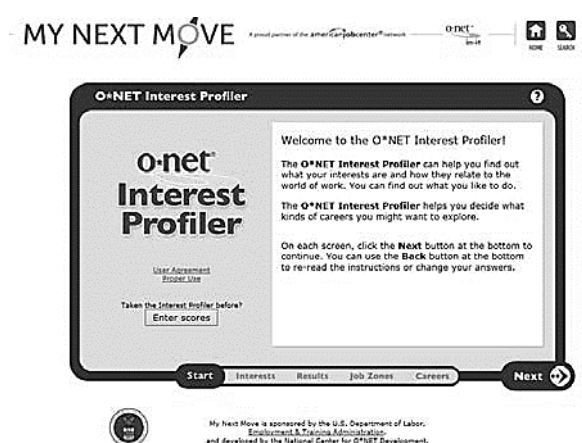 MY NEXT MOVE
A proud partner of the americanjobcenter® network
o·net™
in-it
HOME
SEARCH
O*NET Interest Profiler
?
o·net®
Interest
Profiler
User Agreement
Proper Use
Taken the Interest Profiler before?
Enter scores
Welcome to the O*NET Interest Profiler!
The O*NET Interest Profiler can help you find out
what your interests are and how they relate to the
world of work. You can find out what you like to do.
The O*NET Interest Profiler helps you decide what
kinds of careers you might want to explore.
On each screen, click the Next button at the bottom to
continue. You can use the Back button at the bottom
to re-read the instructions or change your answers.
Start Interests Results Job Zones Careers Next
My Next Move is sponsored by the U.S. Department of Labor,
Employment & Training Administration,
and developed by the National Center for O*NET Development.